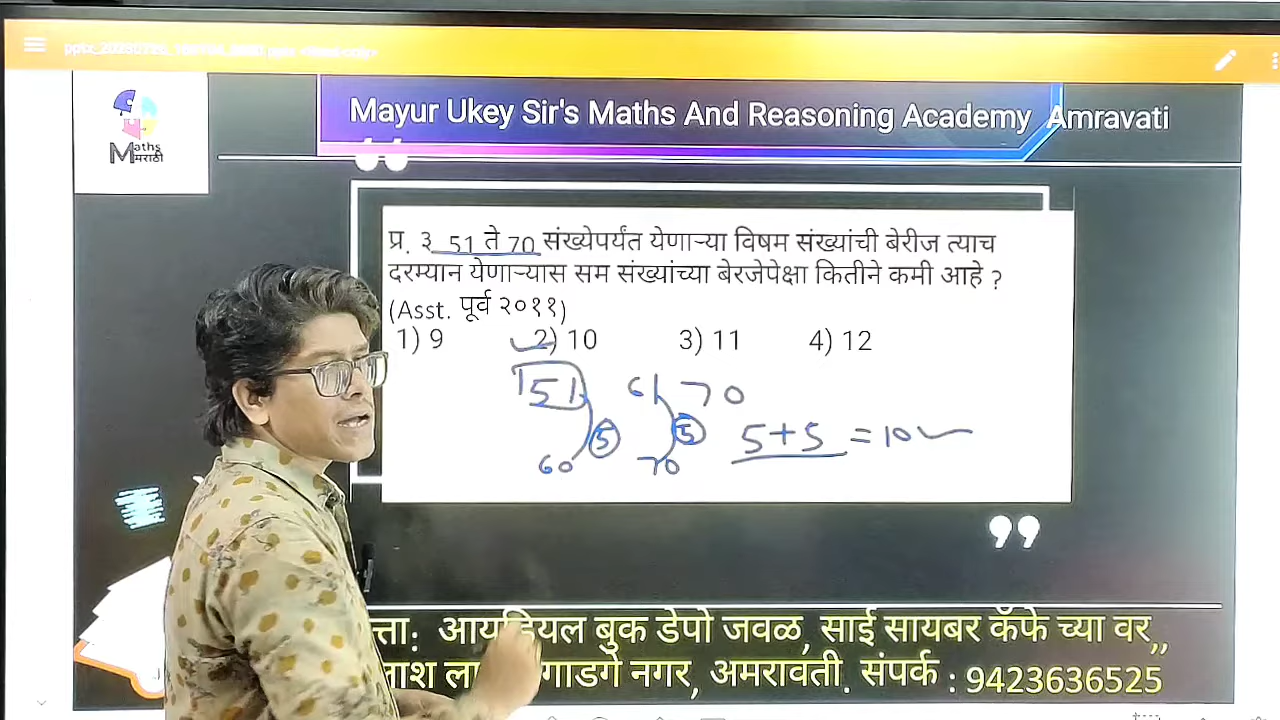 Mayur Ukey Sir's Maths And Reasoning Academy Amravati
Maths
मराठी
प्र. ३ 51 ते 70 संख्येपर्यंत येणाऱ्या विषम संख्यांची बेरीज त्याच
दरम्यान येणाऱ्यास सम संख्यांच्या बेरजेपेक्षा कितीने कमी आहे ?
(Asst. पूर्व २०११)
1) 9 2) 10 3) 11 4) 12
51 61 70
5 5 5+5 =10
60 70
”
त्ता: आयडियल बुक डेपो जवळ, साई सायबर कॅफे च्या वर,,
गाडगे नगर, अमरावती. संपर्क : 9423636525